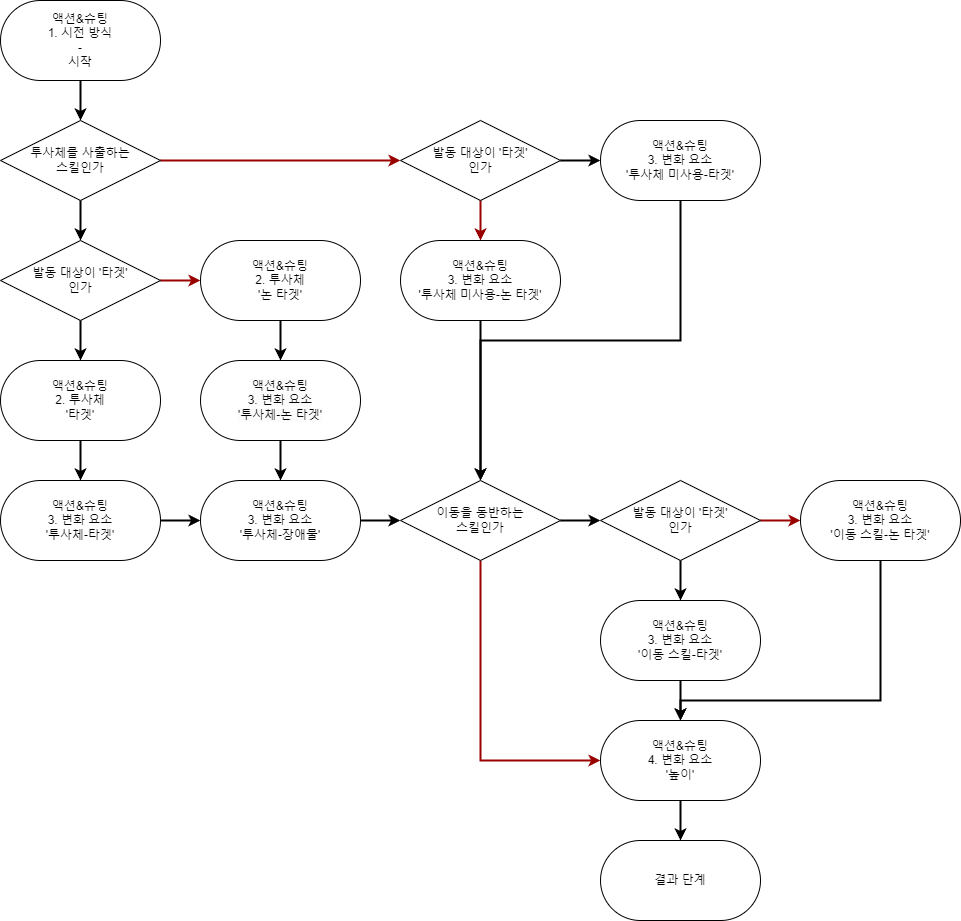 액션&슈팅
1. 시전 방식
-
시작
투사체를 사출하는
스킬인가
발동 대상이 '타겟'
인가
액션&슈팅
3. 변화 요소
'투사체 미사용-타겟'
발동 대상이 '타겟'
인가
액션&슈팅
2. 투사체
'논 타겟'
액션&슈팅
3. 변화 요소
'투사체 미사용-논 타겟'
액션&슈팅
2. 투사체
'타겟'
액션&슈팅
3. 변화 요소
'투사체-논 타겟'
액션&슈팅
3. 변화 요소
'투사체-타겟'
액션&슈팅
3. 변화 요소
'투사체-장애물'
이동을 동반하는
스킬인가
발동 대상이 '타겟'
인가
액션&슈팅
3. 변화 요소
'이동 스킬-논 타겟'
액션&슈팅
3. 변화 요소
'이동 스킬-타겟'
액션&슈팅
4. 변화 요소
'높이'
결과 단계